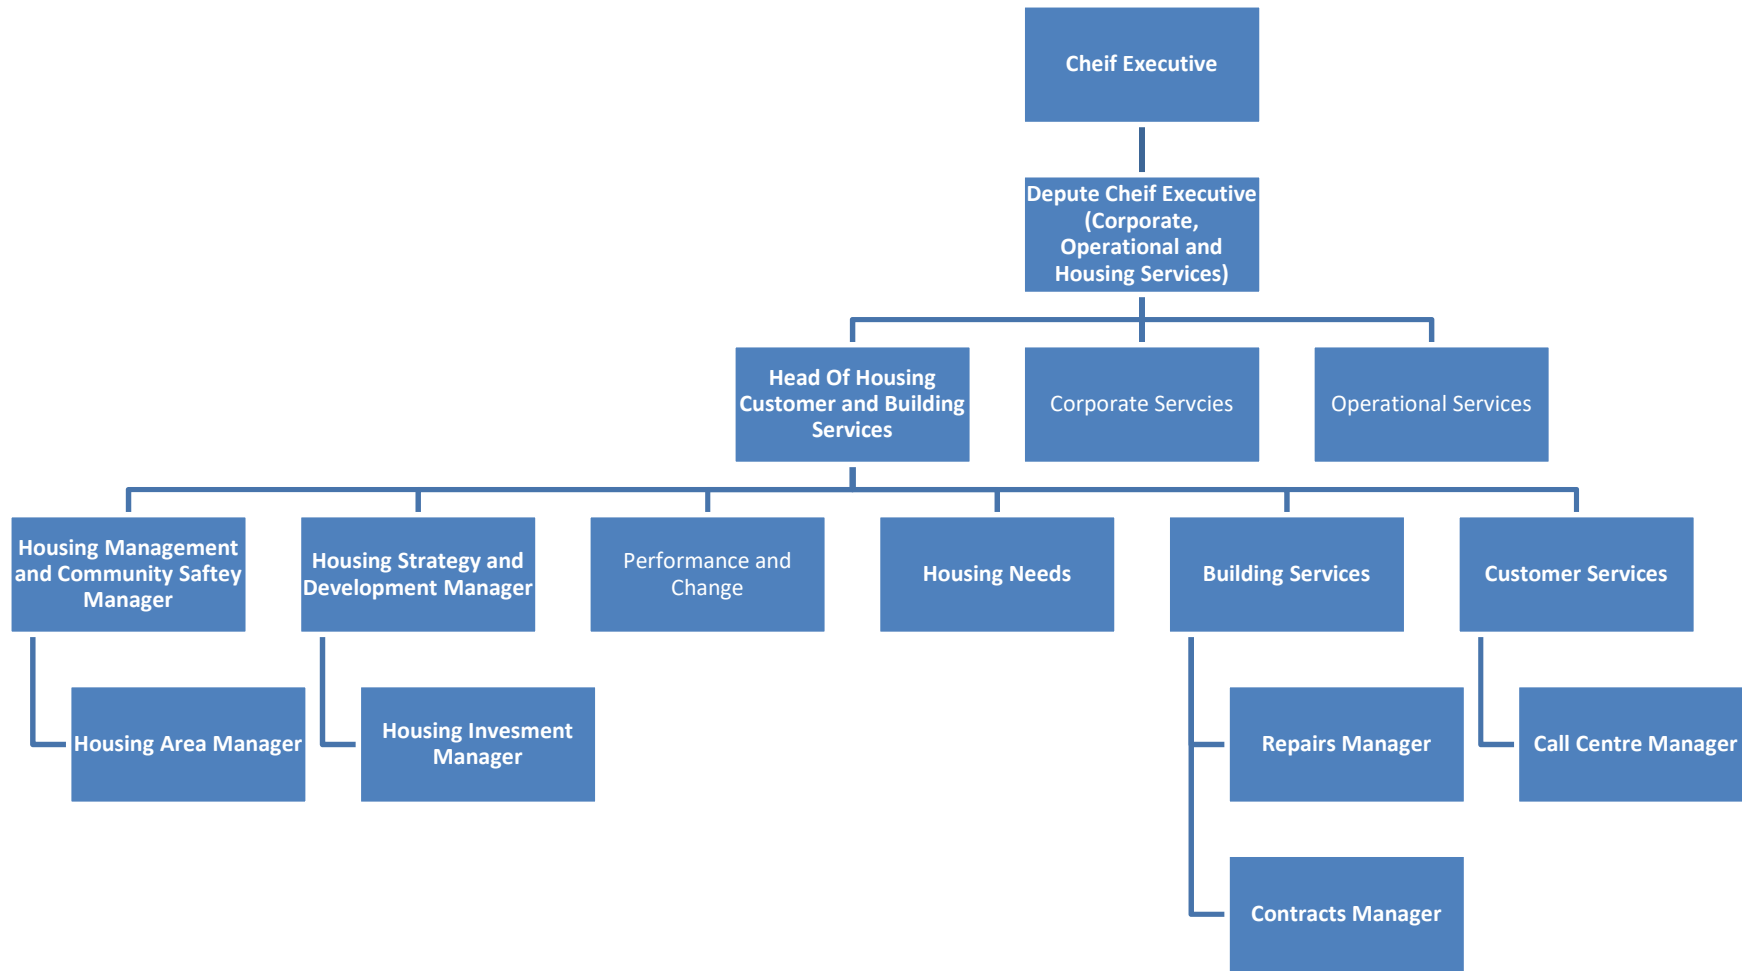 Cheif Executive
Depute Cheif Executive
(Corporate,
Operational and
Housing Services)
Head Of Housing
Customer and Building
Services
Corporate Servcies
Operational Services
Housing Management
and Community Saftey
Manager
Housing Strategy and
Development Manager
Performance and
Change
Housing Needs
Building Services
Customer Services
Housing Area Manager
Housing Invesment
Manager
Repairs Manager
Call Centre Manager
Contracts Manager